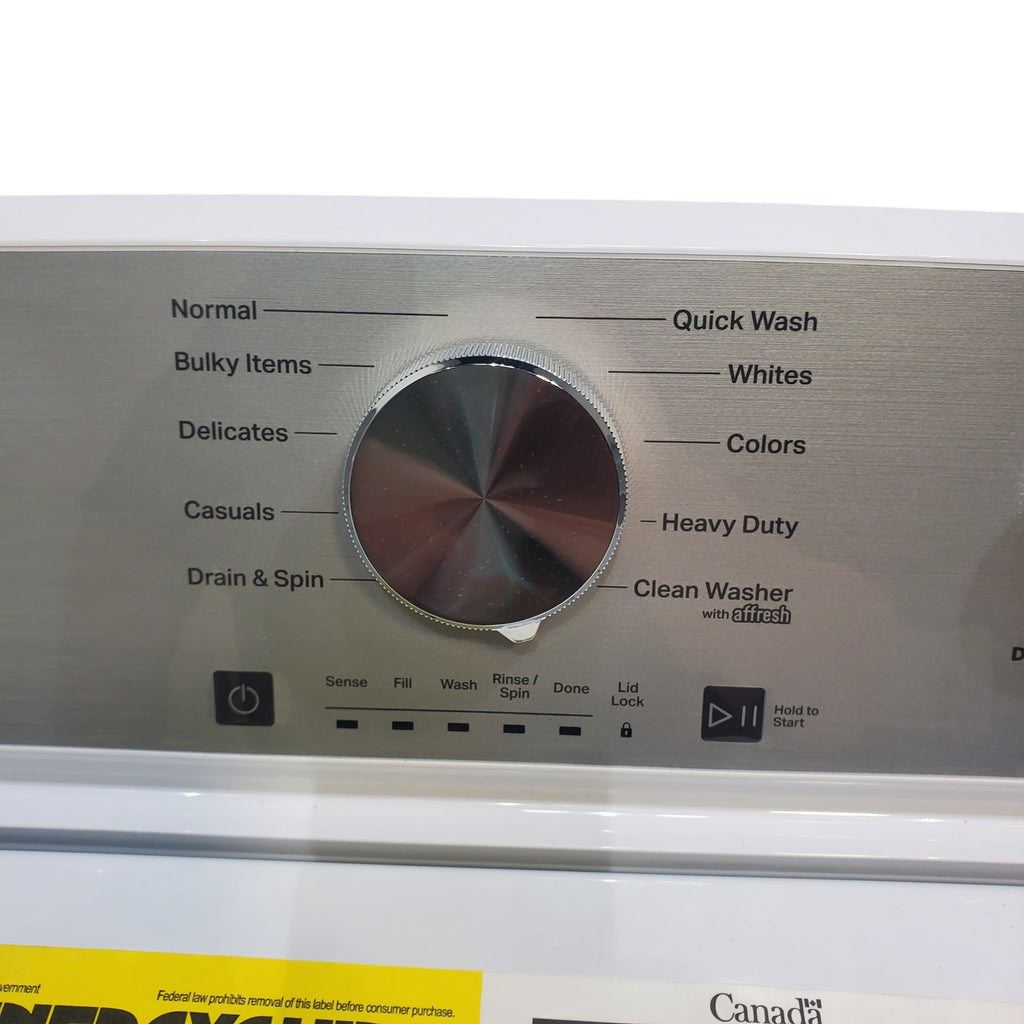 Normal
Quick Wash
Bulky Items
Whites
Delicates
Colors
Casuals
Heavy Duty
Drain & Spin
Clean Washer
with affresh
Sense
Fill
Wash
Rinse /
Spin
Done
Lid
Lock
Hold to
Start
Federal law prohibits removal of this label before consumer purchase.
Canada